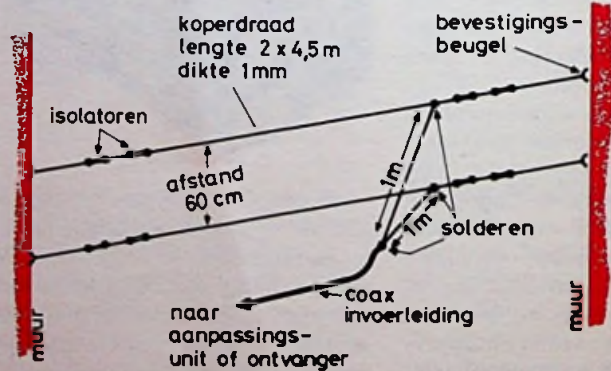 koperdraad
lengte 2 x 4,5 m
dikte 1mm
bevestigings-
beugel
isolatoren
afstand
60 cm
1m
1m
solderen
coax
invoerleiding
naar
aanpassings-
unit of ontvanger
muur
muur